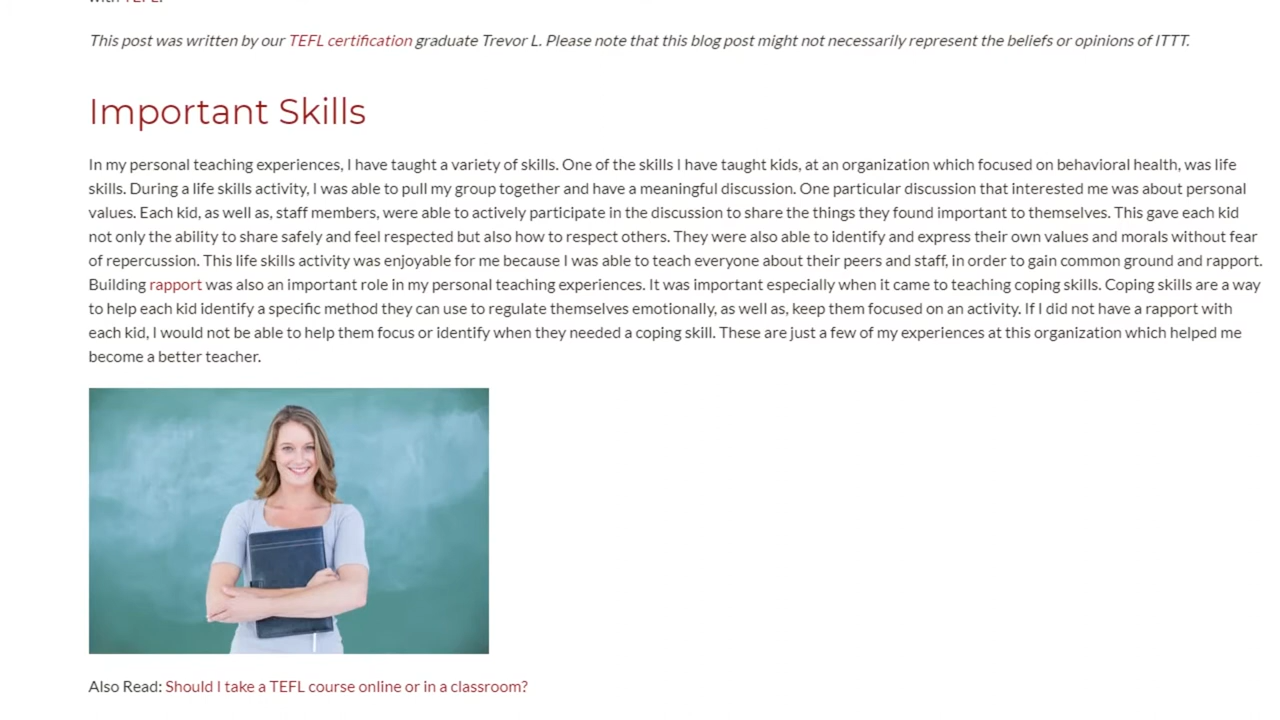 This post was written by our TEFL certification graduate Trevor L. Please note that this blog post might not necessarily represent the beliefs or opinions of ITTT.
Important Skills
In my personal teaching experiences, I have taught a variety of skills. One of the skills I have taught kids, at an organization which focused on behavioral health, was life
skills. During a life skills activity, I was able to pull my group together and have a meaningful discussion. One particular discussion that interested me was about personal
values. Each kid, as well as, staff members, were able to actively participate in the discussion to share the things they found important to themselves. This gave each kid
not only the ability to share safely and feel respected but also how to respect others. They were also able to identify and express their own values and morals without fear
of repercussion. This life skills activity was enjoyable for me because I was able to teach everyone about their peers and staff, in order to gain common ground and rapport.
Building rapport was also an important role in my personal teaching experiences. It was important especially when it came to teaching coping skills. Coping skills are a way
to help each kid identify a specific method they can use to regulate themselves emotionally, as well as, keep them focused on an activity. If I did not have a rapport with
each kid, I would not be able to help them focus or identify when they needed a coping skill. These are just a few of my experiences at this organization which helped me
become a better teacher.
Also Read: Should I take a TEFL course online or in a classroom?